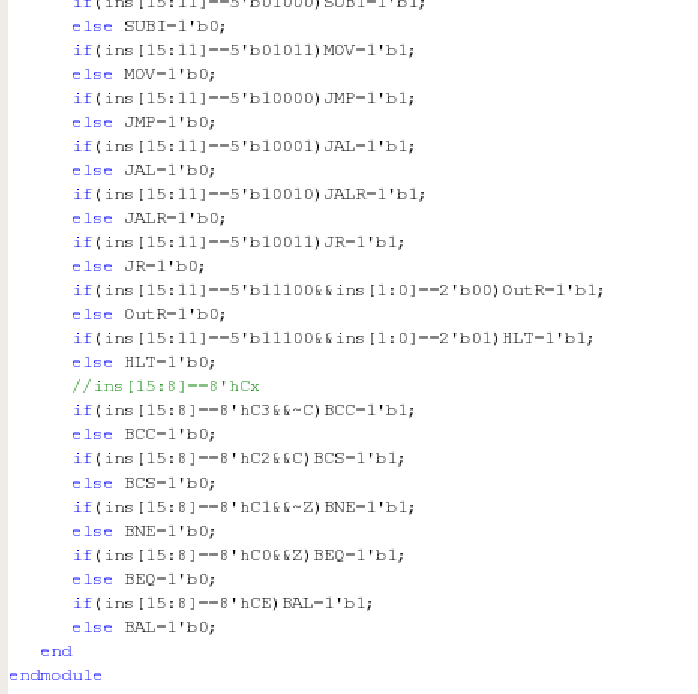 if(ins[15:11]==5'b01000)SUBI=1'b1;
else SUBI=1'b0;
if(ins[15:11]==5'b01011)MOV=1'b1;
else MOV=1'b0;
if(ins[15:11]==5'b10000)JMP=1'b1;
else JMP=1'b0;
if(ins[15:11]==5'b10001)JAL=1'b1;
else JAL=1'b0;
if(ins[15:11]==5'b10010)JALR=1'b1;
else JALR=1'b0;
if(ins[15:11]==5'b10011)JR=1'b1;
else JR=1'b0;
if(ins[15:11]==5'b11100&&ins[1:0]==2'b00)OutR=1'b1;
else OutR=1'b0;
if(ins[15:11]==5'b11100&&ins[1:0]==2'b01)HLT=1'b1;
else HLT=1'b0;
//ins[15:8]==8'hCx
if(ins[15:8]==8'hC3&&~C)BCC=1'b1;
else BCC=1'b0;
if(ins[15:8]==8'hC2&&C)BCS=1'b1;
else BCS=1'b0;
if(ins[15:8]==8'hC1&&~Z)BNE=1'b1;
else BNE=1'b0;
if(ins[15:8]==8'hC0&&Z)BEQ=1'b1;
else BEQ=1'b0;
if(ins[15:8]==8'hCE)BAL=1'b1;
else BAL=1'b0;
end
endmodule